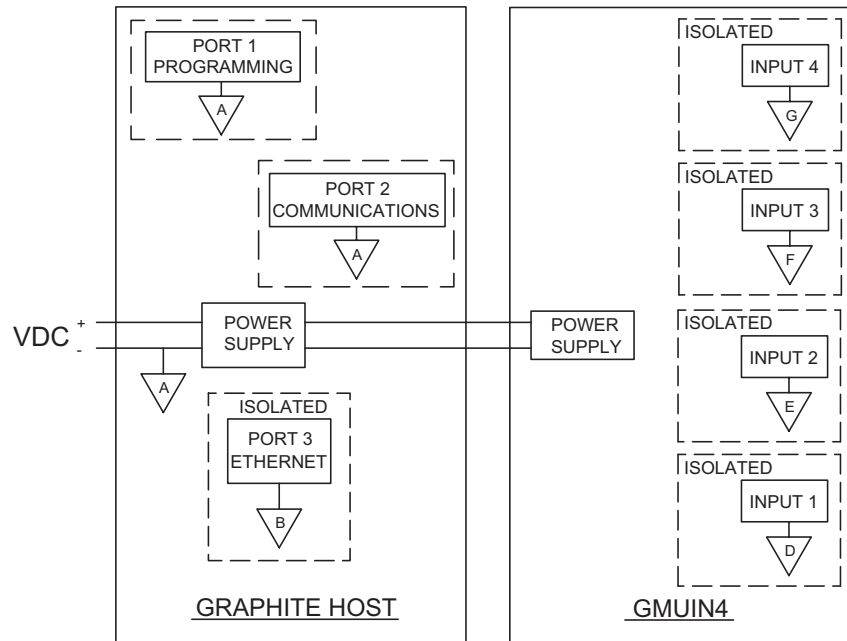 PORT 1
PROGRAMMING
A
PORT 2
COMMUNICATIONS
A
VDC
+
-
POWER
SUPPLY
A
ISOLATED
PORT 3
ETHERNET
B
GRAPHITE HOST
ISOLATED
INPUT 4
G
ISOLATED
INPUT 3
F
POWER
SUPPLY
ISOLATED
INPUT 2
E
ISOLATED
INPUT 1
D
GMUIN4